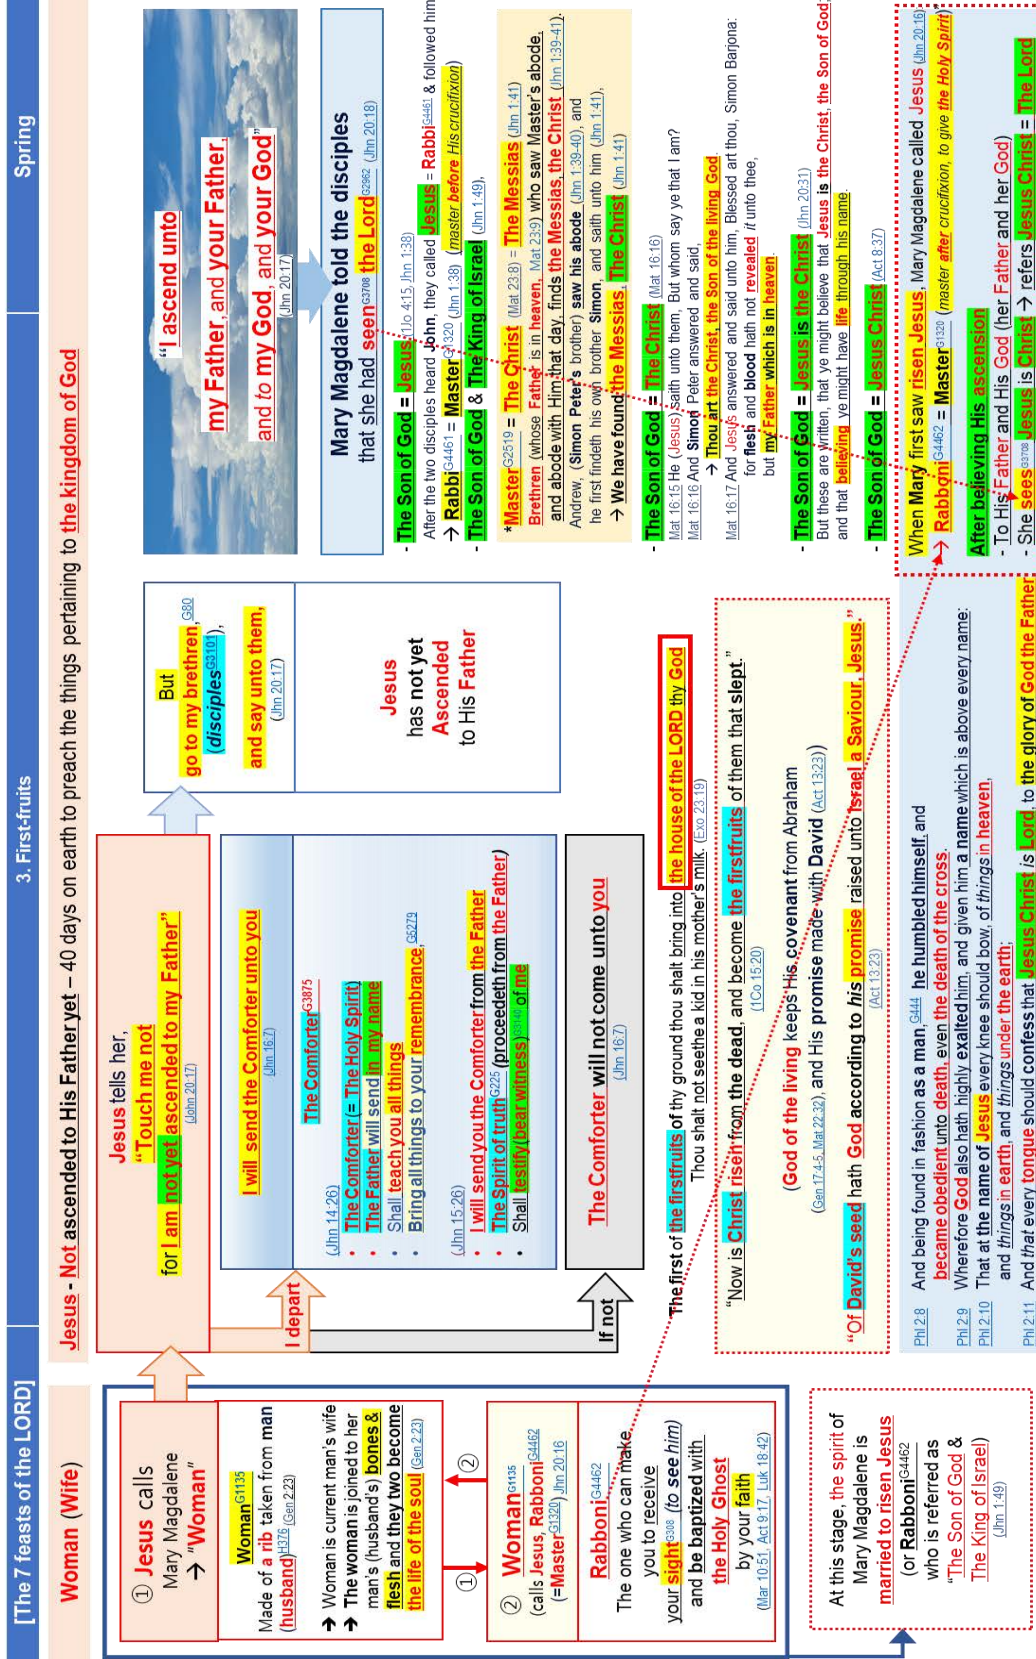 [The 7 feasts of the LORD]
3. First-fruits
Spring
Woman (Wife)
Jesus - Not ascended to His Father yet – 40 days on earth to preach the things pertaining to the kingdom of God
① Jesus calls
Mary Magdalene
→ "Woman"
Woman G1135
Made of a rib taken from man
(husband) H376 (Gen 2:23)
➔ Woman is current man's wife
➔ The woman is joined to her
man's (husband's) bones &
flesh and they two become
the life of the soul (Gen 2:23)
①
②
② Woman G1135
(calls Jesus, Rabboni G4462
(=Master G1320) Jhn 20:16
Rabboni G4462
The one who can make
you to receive
your sight G308 (to see him)
and be baptized with
the Holy Ghost
by your faith
(Mar 10:51, Act 9:17, Luk 18:42)
At this stage, the spirit of
Mary Magdalene is
married to risen Jesus
(or Rabboni G4462
who is referred as
"The Son of God &
The King of Israel)
(Jhn 1:49)
Jesus tells her,
"Touch me not
for I am not yet ascended to my Father"
(John 20:17)
I depart
I will send the Comforter unto you
(Jhn 16:7)
The Comforter G3875
(Jhn 14:26)
• The Comforter(= The Holy Spirit)
• The Father will send in my name
• Shall teach you all things
• Bring all things to your remembrance, G5279
(Jhn 15:26)
• I will send you the Comforter from the Father
• The Spirit of truth G225 (proceedeth from the Father)
• Shall testify(bear witness) G3140 of me
If not
The Comforter will not come unto you
(Jhn 16:7)
But
go to my brethren, G80
(disciples G3101),
and say unto them,
(Jhn 20:17)
Jesus
has not yet
Ascended
to His Father
The first of the firstfruits of thy ground thou shalt bring into the house of the LORD thy God
Thou shalt not seethe a kid in his mother's milk. (Exo 23:19)
"Now is Christ risen from the dead, and become the firstfruits of them that slept."
(1Co 15:20)
(God of the living keeps His covenant from Abraham
(Gen 17:4-5, Mat 22:32), and His promise made with David (Act 13:23))
"Of David's seed hath God according to his promise raised unto Israel a Saviour, Jesus."
(Act 13:23)
Phl 2:8 And being found in fashion as a man, G444 he humbled himself, and
became obedient unto death, even the death of the cross.
Phl 2:9 Wherefore God also hath highly exalted him, and given him a name which is above every name:
Phl 2:10 That at the name of Jesus every knee should bow, of things in heaven,
and things in earth, and things under the earth;
Phl 2:11 And that every tongue should confess that Jesus Christ is Lord, to the glory of God the Father
"I ascend unto
my Father, and your Father,
and to my God, and your God"
(Jhn 20:17)
Mary Magdalene told the disciples
that she had seen G3708 the Lord G2962 (Jhn 20:18)
- The Son of God = Jesus (1Jo 4:15, Jhn 1:38)
After the two disciples heard John, they called Jesus = Rabbi G4461 & followed him
➔ Rabbi G4461 = Master G1320 (Jhn 1:38) (master before His crucifixion)
- The Son of God & The King of Israel (Jhn 1:49),
*Master G2519 = The Christ (Mat 23:8) = The Messias (Jhn 1:41)
Brethren (whose Father is in heaven, Mat 23:9) who saw Master's abode,
and abode with Him that day, finds the Messias, the Christ (Jhn 1:39-41).
Andrew, (Simon Peter's brother) saw his abode (Jhn 1:39-40), and
he first findeth his own brother Simon, and saith unto him (Jhn 1:41),
→ We have found the Messias, The Christ (Jhn 1:41)
- The Son of God = The Christ (Mat 16:16)
Mat 16:15 He (Jesus) saith unto them, But whom say ye that I am?
Mat 16:16 And Simon Peter answered and said,
→ Thou art the Christ, the Son of the living God.
Mat 16:17 And Jesus answered and said unto him, Blessed art thou, Simon Barjona:
for flesh and blood hath not revealed it unto thee,
but my Father which is in heaven.
- The Son of God = Jesus is the Christ (Jhn 20:31)
But these are written, that ye might believe that Jesus is the Christ, the Son of God;
and that believing ye might have life through his name.
- The Son of God = Jesus Christ (Act 8:37)
When Mary first saw risen Jesus, Mary Magdalene called Jesus (Jhn 20:16)
→ Rabboni G4462 = Master G1320 (master after crucifixion, to give the Holy Spirit)
After believing His ascension
- To His Father and His God (her Father and her God)
- She sees G3708 Jesus is Christ → refers Jesus Christ = The Lord